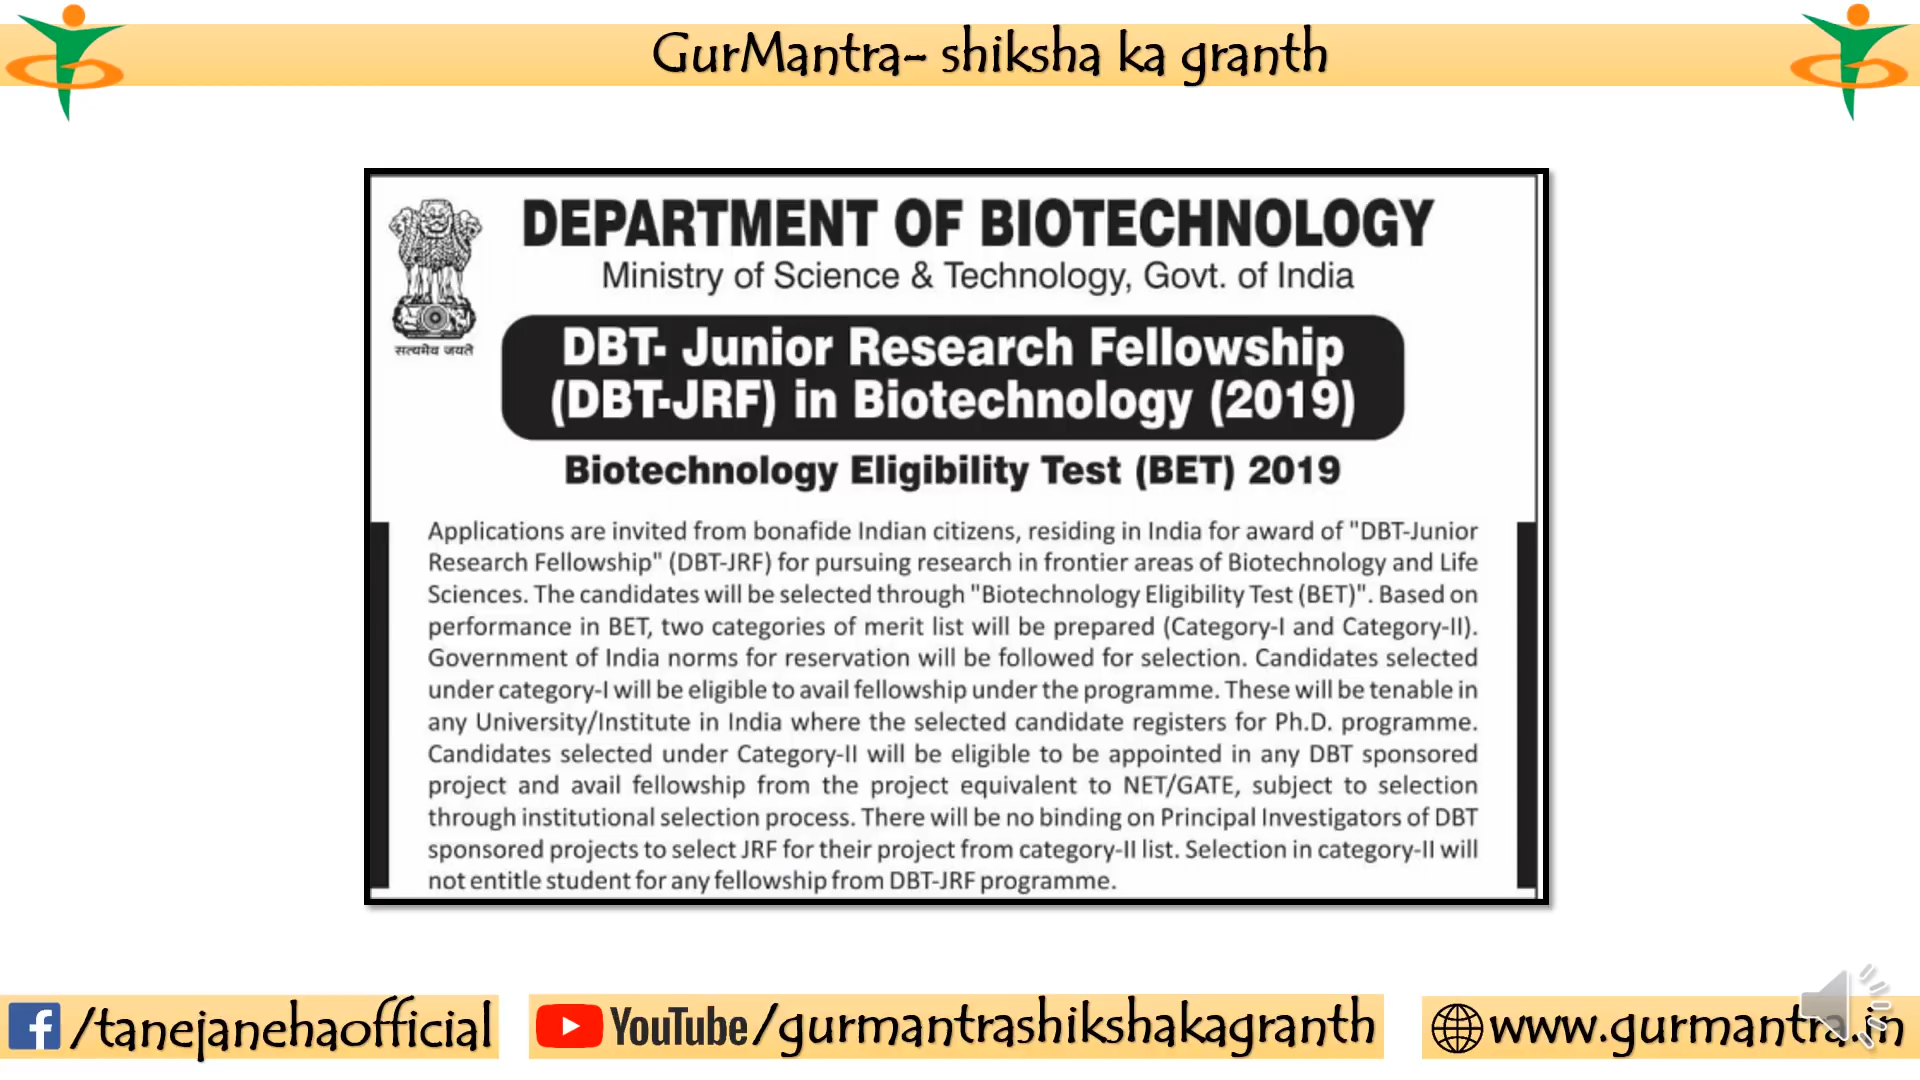 GurMantra- shiksha ka granth
DEPARTMENT OF BIOTECHNOLOGY
Ministry of Science & Technology, Govt. of India
सत्यमेव जयते
DBT- Junior Research Fellowship
(DBT-JRF) in Biotechnology (2019)
Biotechnology Eligibility Test (BET) 2019
Applications are invited from bonafide Indian citizens, residing in India for award of "DBT-Junior
Research Fellowship" (DBT-JRF) for pursuing research in frontier areas of Biotechnology and Life
Sciences. The candidates will be selected through "Biotechnology Eligibility Test (BET)". Based on
performance in BET, two categories of merit list will be prepared (Category-I and Category-II).
Government of India norms for reservation will be followed for selection. Candidates selected
under category-I will be eligible to avail fellowship under the programme. These will be tenable in
any University/Institute in India where the selected candidate registers for Ph.D. programme.
Candidates selected under Category-II will be eligible to be appointed in any DBT sponsored
project and avail fellowship from the project equivalent to NET/GATE, subject to selection
through institutional selection process. There will be no binding on Principal Investigators of DBT
sponsored projects to select JRF for their project from category-II list. Selection in category-II will
not entitle student for any fellowship from DBT-JRF programme.
f /tanejanehaofficial
YouTube /gurmantrashikshakagranth
www.gurmantra.in